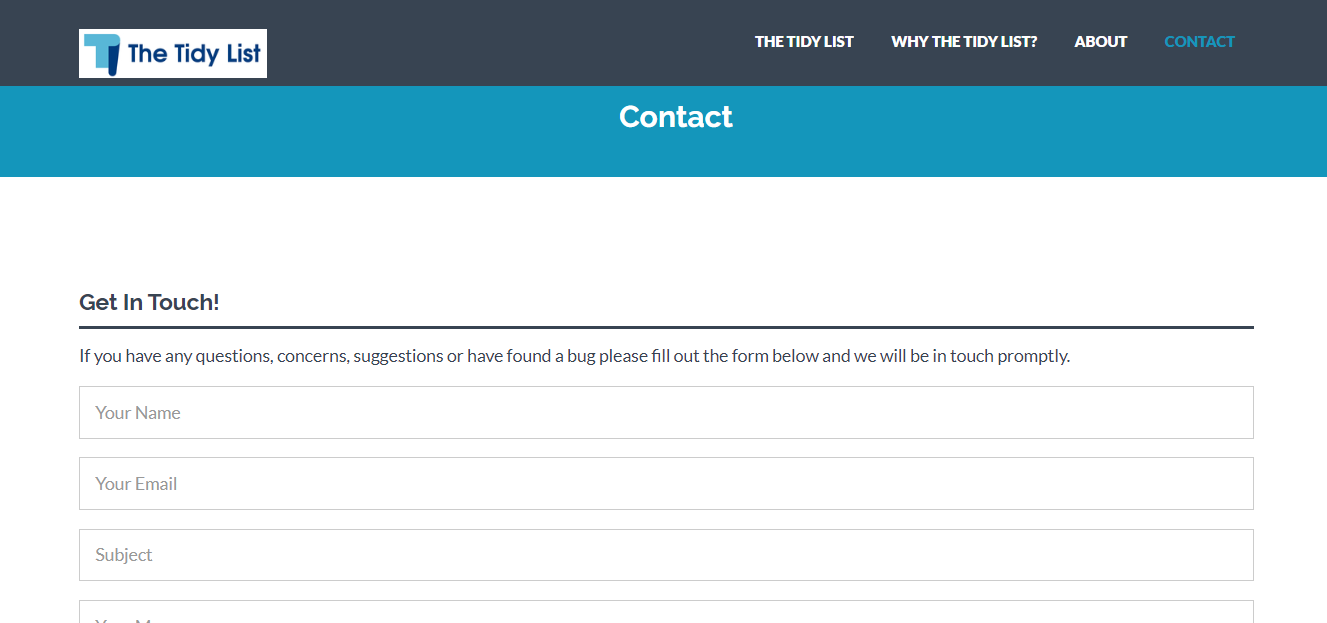 The Tidy List
THE TIDY LIST WHY THE TIDY LIST? ABOUT CONTACT
Contact
Get In Touch!
If you have any questions, concerns, suggestions or have found a bug please fill out the form below and we will be in touch promptly.
Your Name
Your Email
Subject